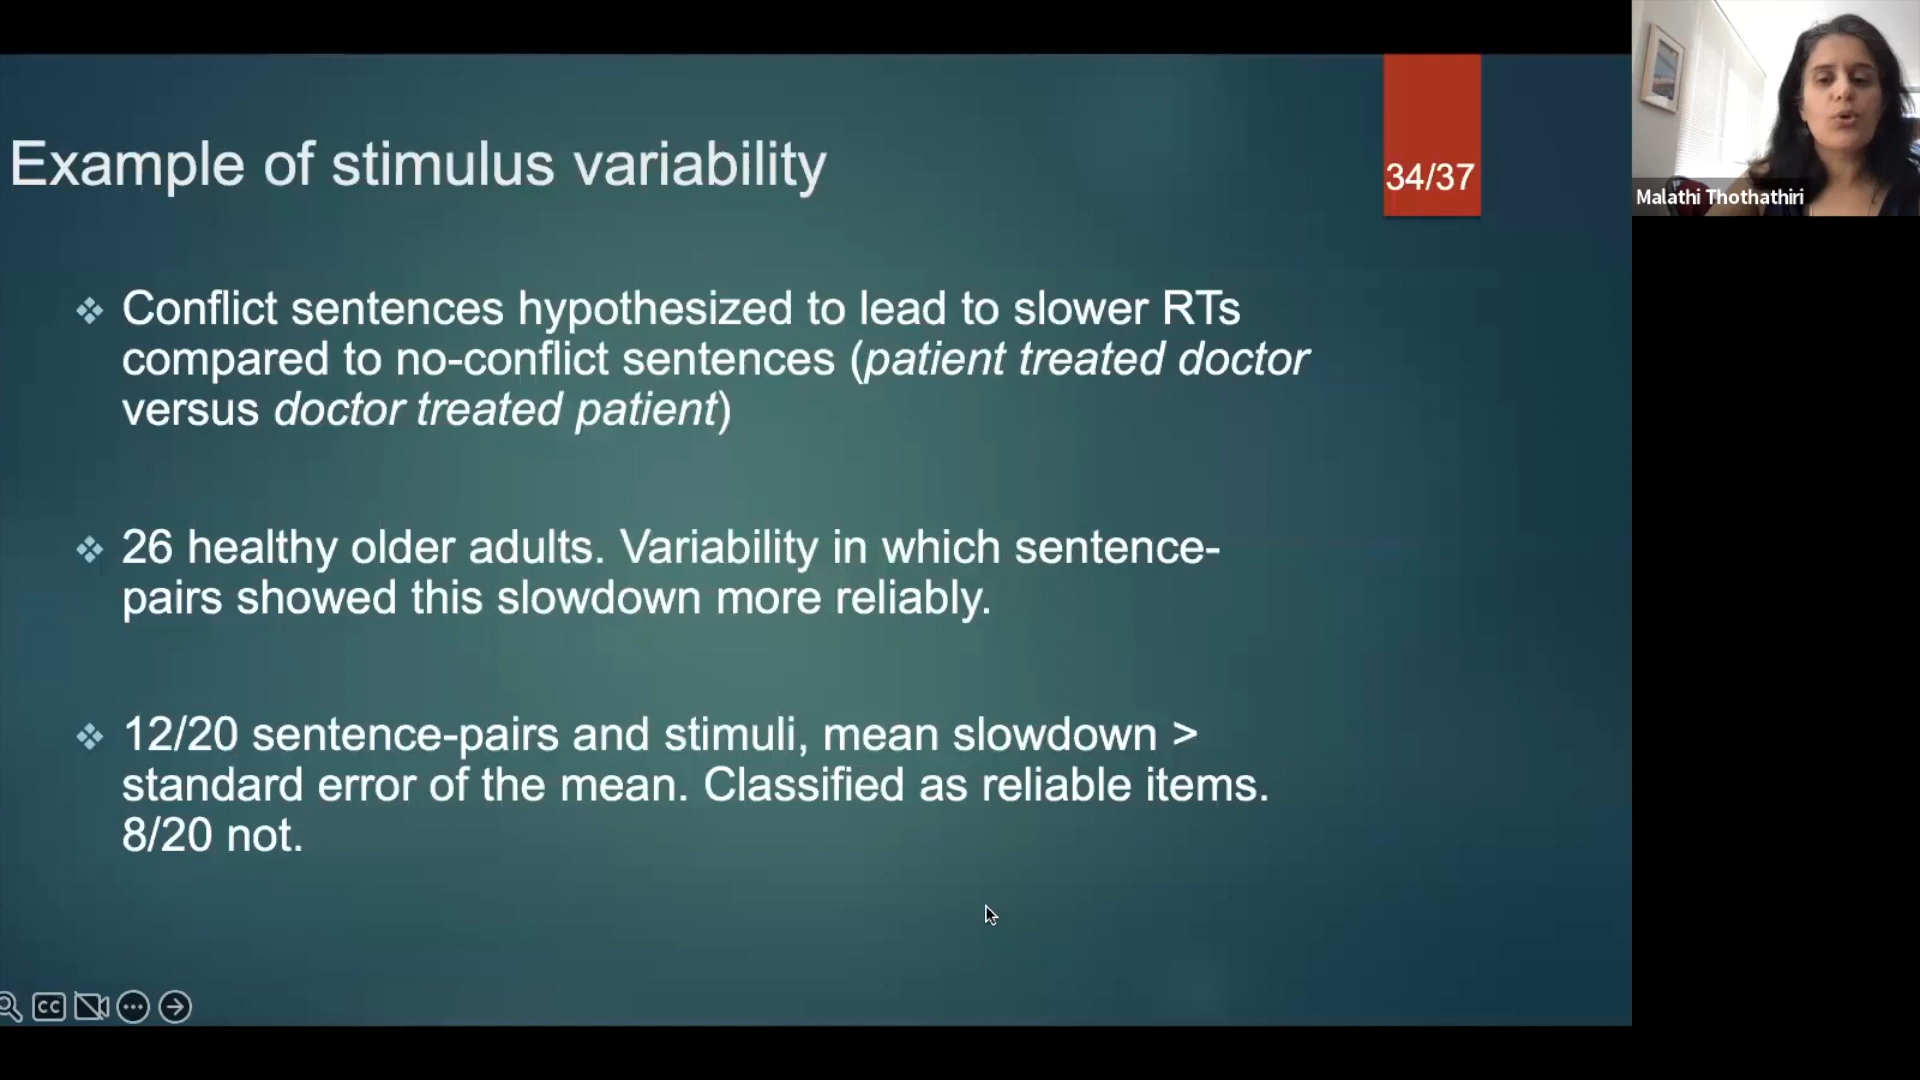 Example of stimulus variability
34/37
Malathi Thothathiri
❖ Conflict sentences hypothesized to lead to slower RTs
compared to no-conflict sentences (patient treated doctor
versus doctor treated patient)
❖ 26 healthy older adults. Variability in which sentence-
pairs showed this slowdown more reliably.
❖ 12/20 sentence-pairs and stimuli, mean slowdown >
standard error of the mean. Classified as reliable items.
8/20 not.
CC